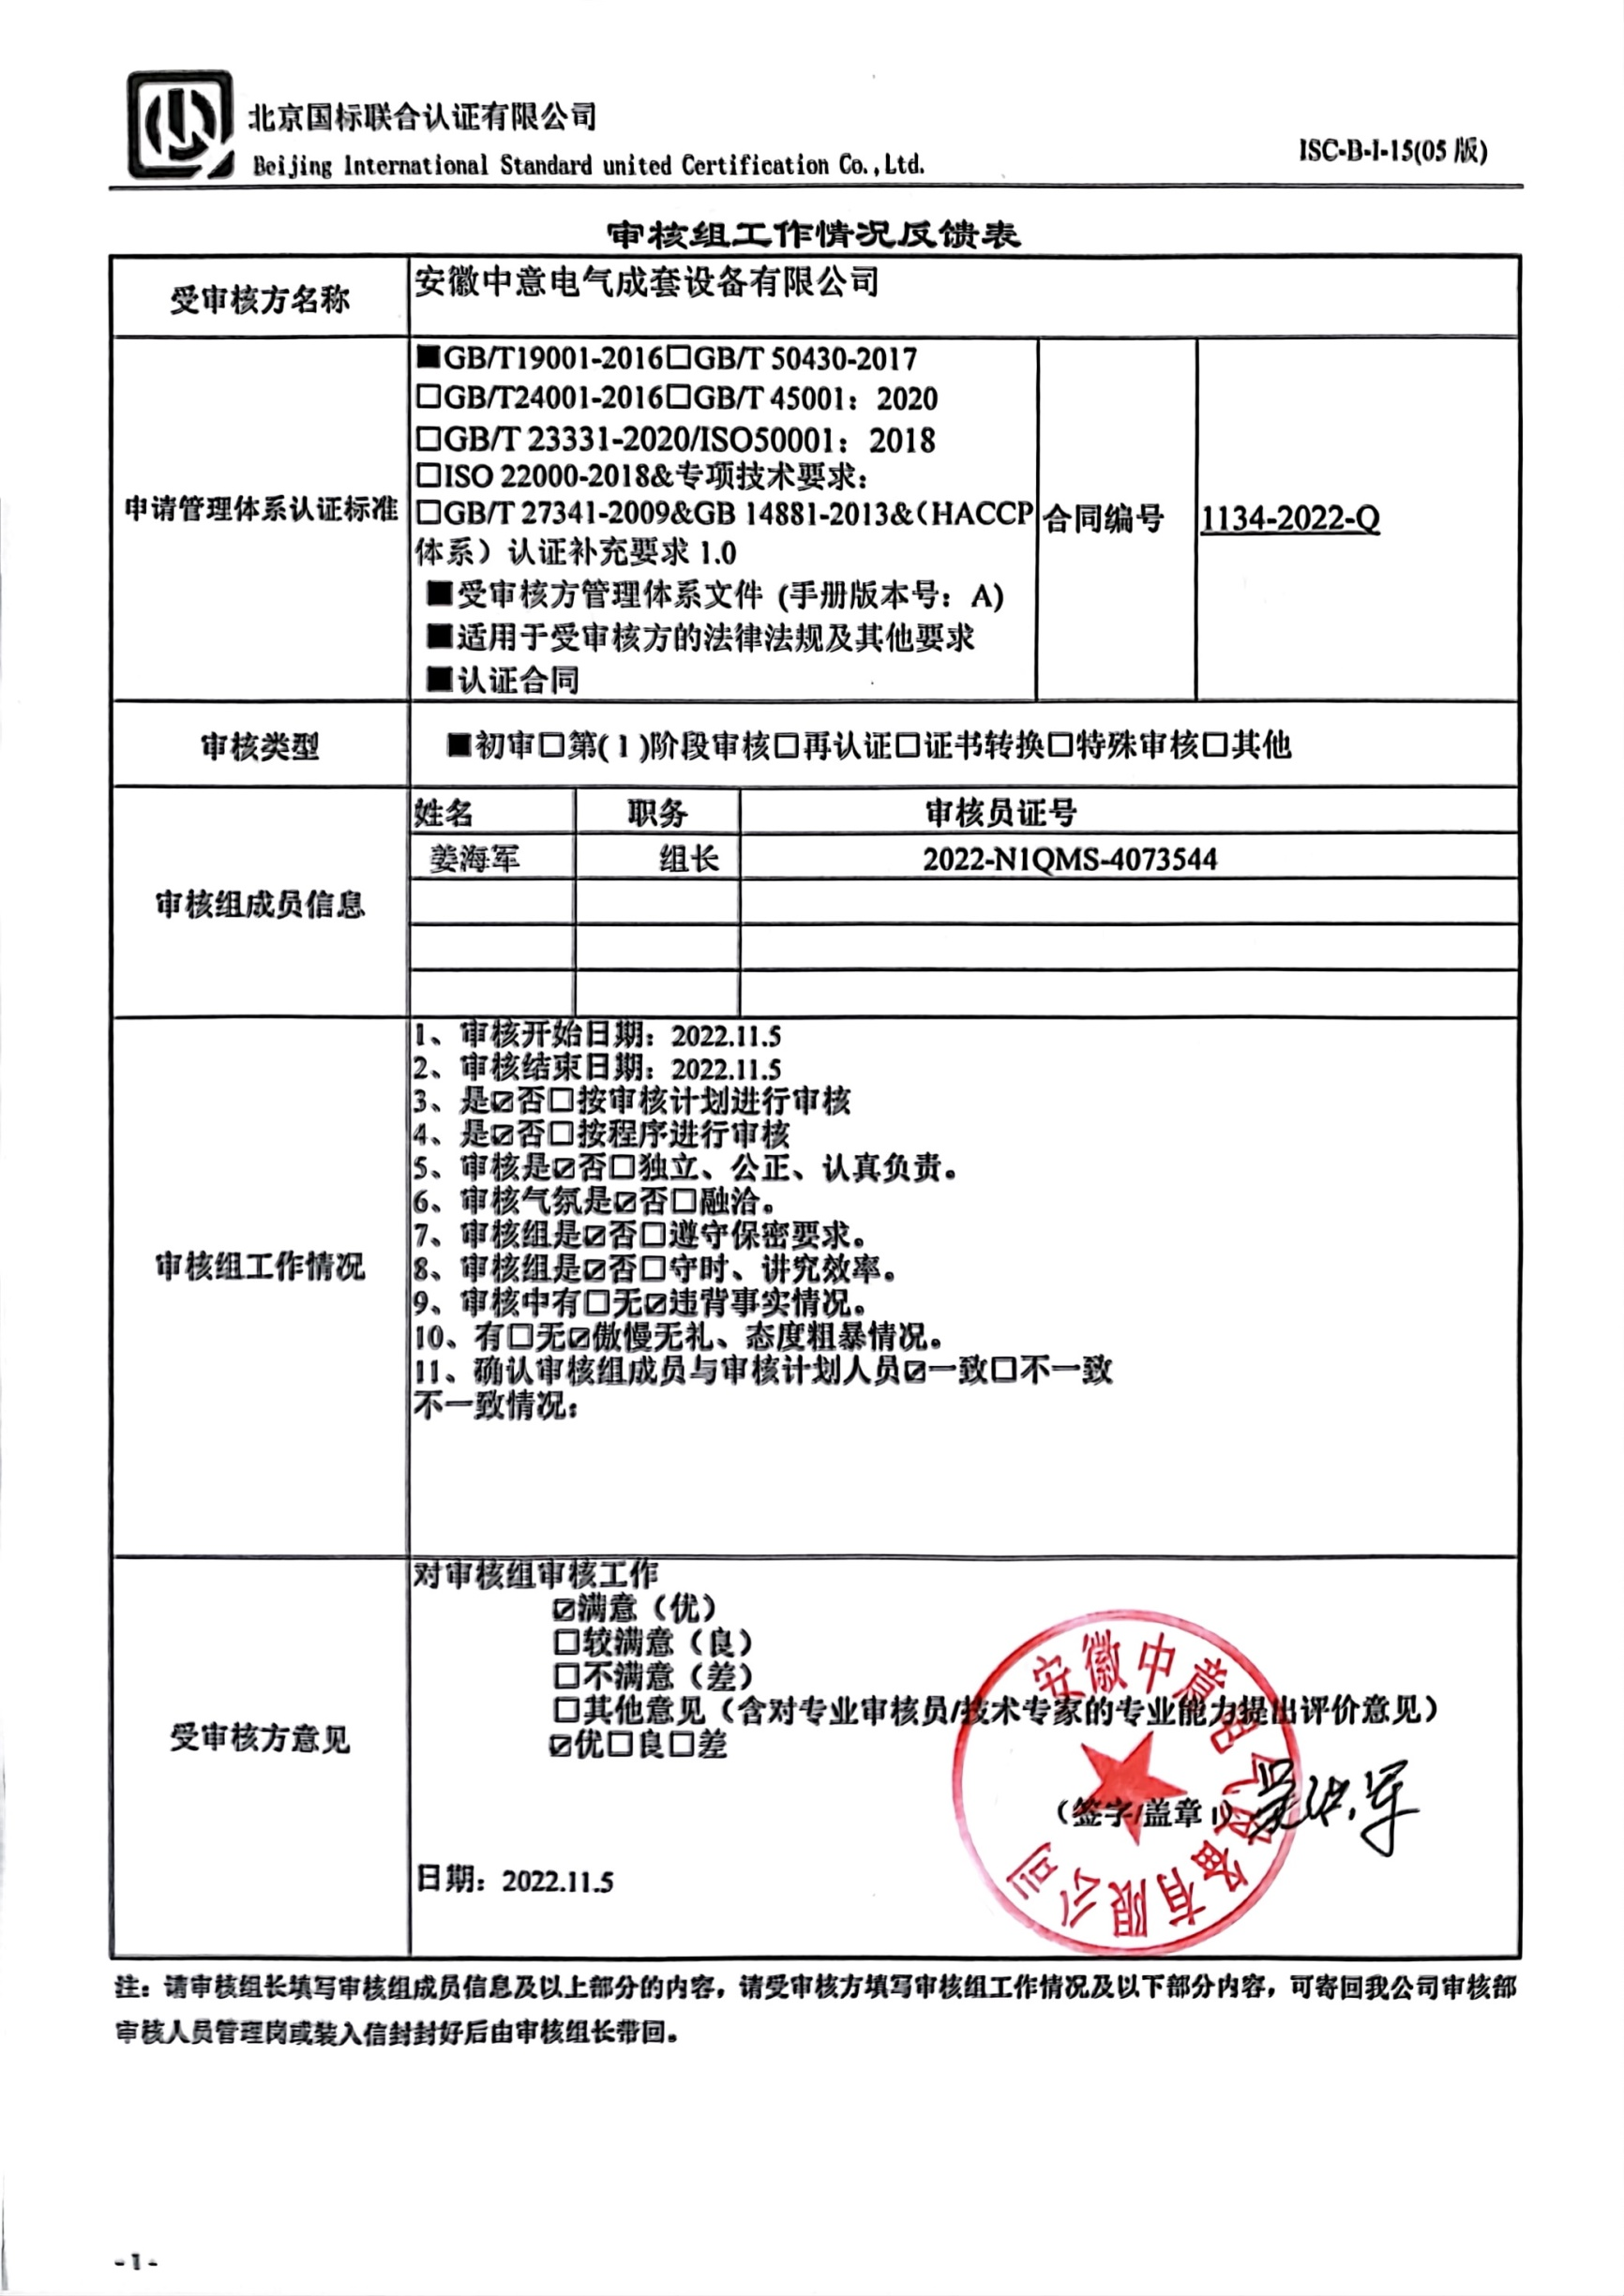 北京国标联合认证有限公司
Beijing International Standard united Certification Co.,Ltd.
ISC-B-I-15(05 版)
审核组工作情况反馈表
受审核方名称
安徽中意电气成套设备有限公司
申请管理体系认证标准
■GB/T19001-2016□GB/T 50430-2017
□GB/T24001-2016□GB/T 45001：2020
□GB/T 23331-2020/ISO50001：2018
□ISO 22000-2018&专项技术要求：
□GB/T 27341-2009&GB 14881-2013&（HACCP
体系）认证补充要求 1.0
■受审核方管理体系文件 (手册版本号：A)
■适用于受审核方的法律法规及其他要求
■认证合同
合同编号
1134-2022-Q
审核类型
■初审□第( 1 )阶段审核□再认证□证书转换□特殊审核□其他
审核组成员信息
姓名 职务 审核员证号
姜海军 组长 2022-N1QMS-4073544
审核组工作情况
1、审核开始日期：2022.11.5
2、审核结束日期：2022.11.5
3、是☑否□按审核计划进行审核
4、是☑否□按程序进行审核
5、审核是☑否□独立、公正、认真负责。
6、审核气氛是☑否□融洽。
7、审核组是☑否□遵守保密要求。
8、审核组是☑否□守时、讲究效率。
9、审核中有□无☑违背事实情况。
10、有□无☑傲慢无礼、态度粗暴情况。
11、确认审核组成员与审核计划人员☑一致□不一致
不一致情况：
受审核方意见
对审核组审核工作
☑满意（优）
□较满意（良）
□不满意（差）
□其他意见（含对专业审核员/技术专家的专业能力提出评价意见）
☑优□良□差
（签字/盖章）
日期：2022.11.5
注：请审核组长填写审核组成员信息及以上部分的内容，请受审核方填写审核组工作情况及以下部分内容，可寄回我公司审核部
审核人员管理岗或装入信封封好后由审核组长带回。
-1-